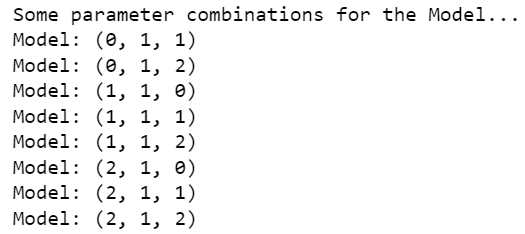 Some parameter combinations for the Model...
Model: (0, 1, 1)
Model: (0, 1, 2)
Model: (1, 1, 0)
Model: (1, 1, 1)
Model: (1, 1, 2)
Model: (2, 1, 0)
Model: (2, 1, 1)
Model: (2, 1, 2)